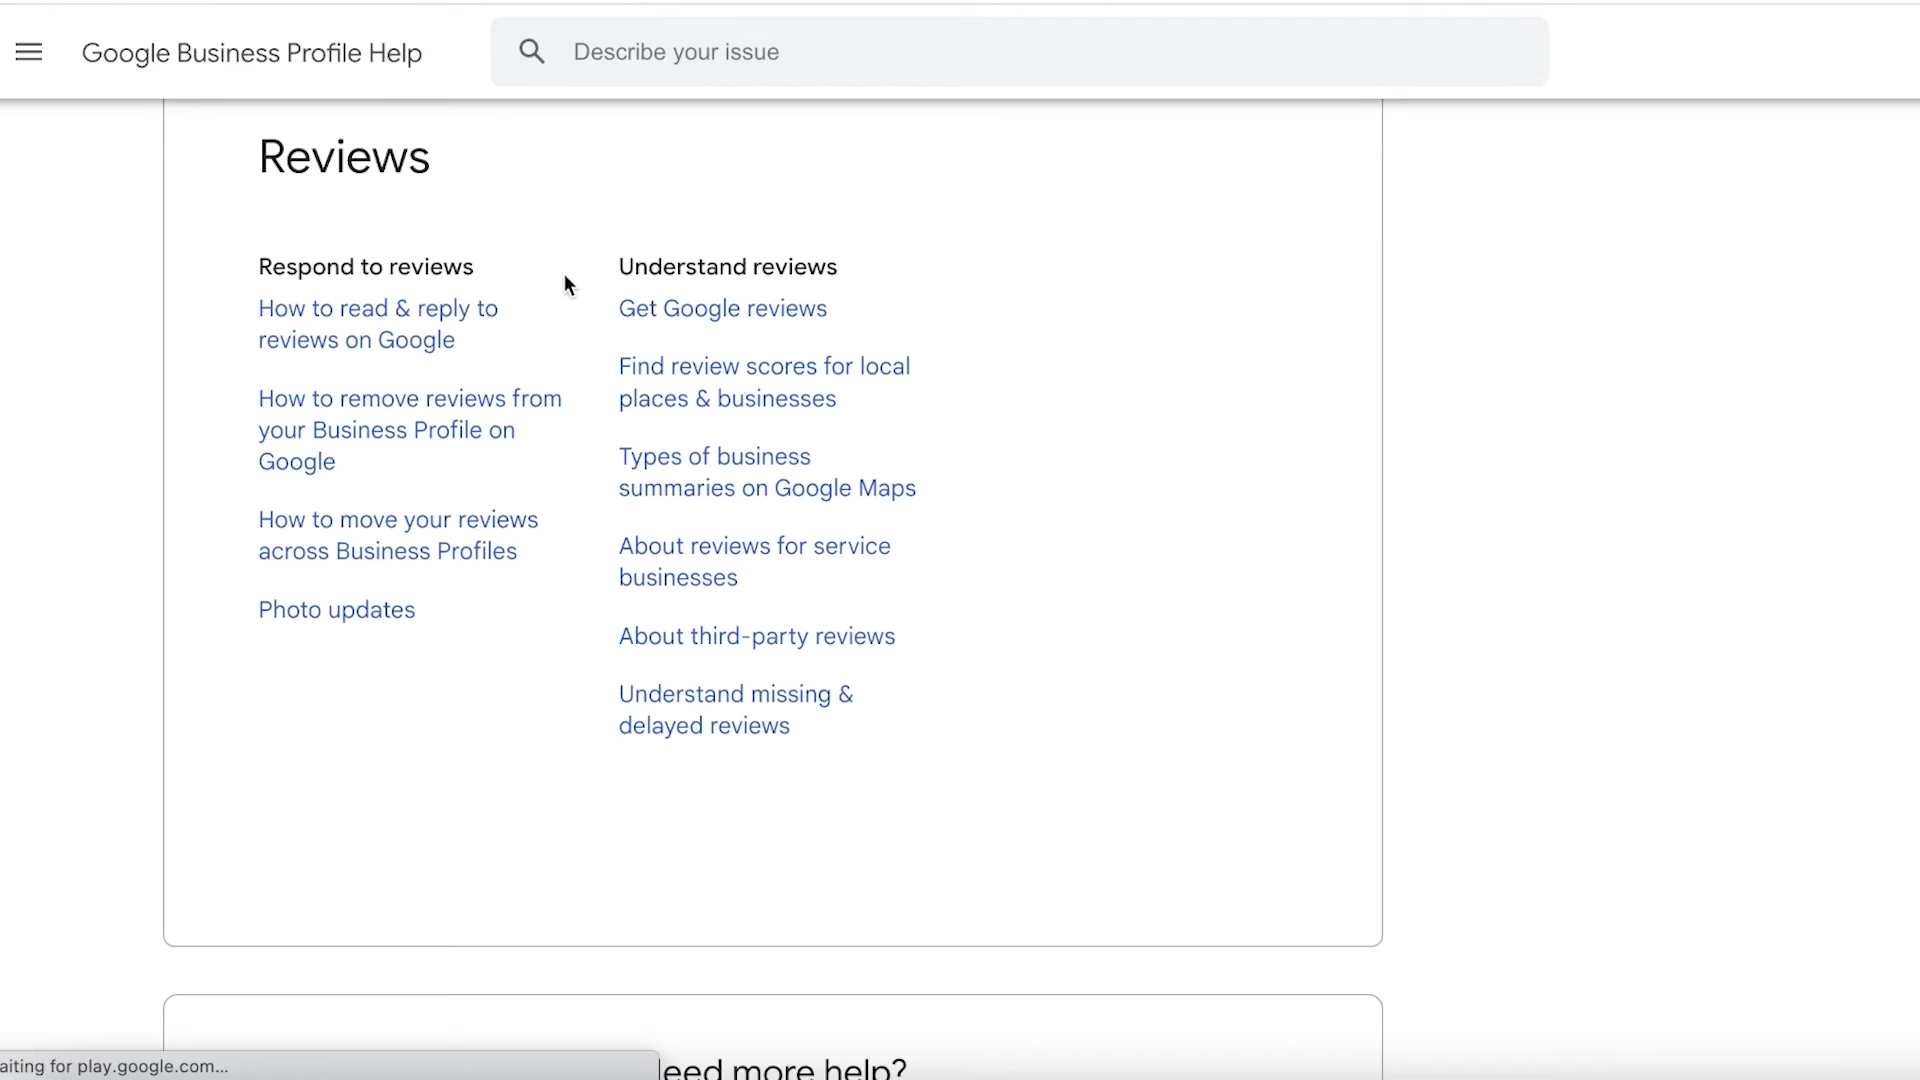 Google Business Profile Help
Describe your issue
Reviews
Respond to reviews
How to read & reply to
reviews on Google
How to remove reviews from
your Business Profile on
Google
How to move your reviews
across Business Profiles
Photo updates
Understand reviews
Get Google reviews
Find review scores for local
places & businesses
Types of business
summaries on Google Maps
About reviews for service
businesses
About third-party reviews
Understand missing &
delayed reviews
eed more help?
aiting for play.google.com...